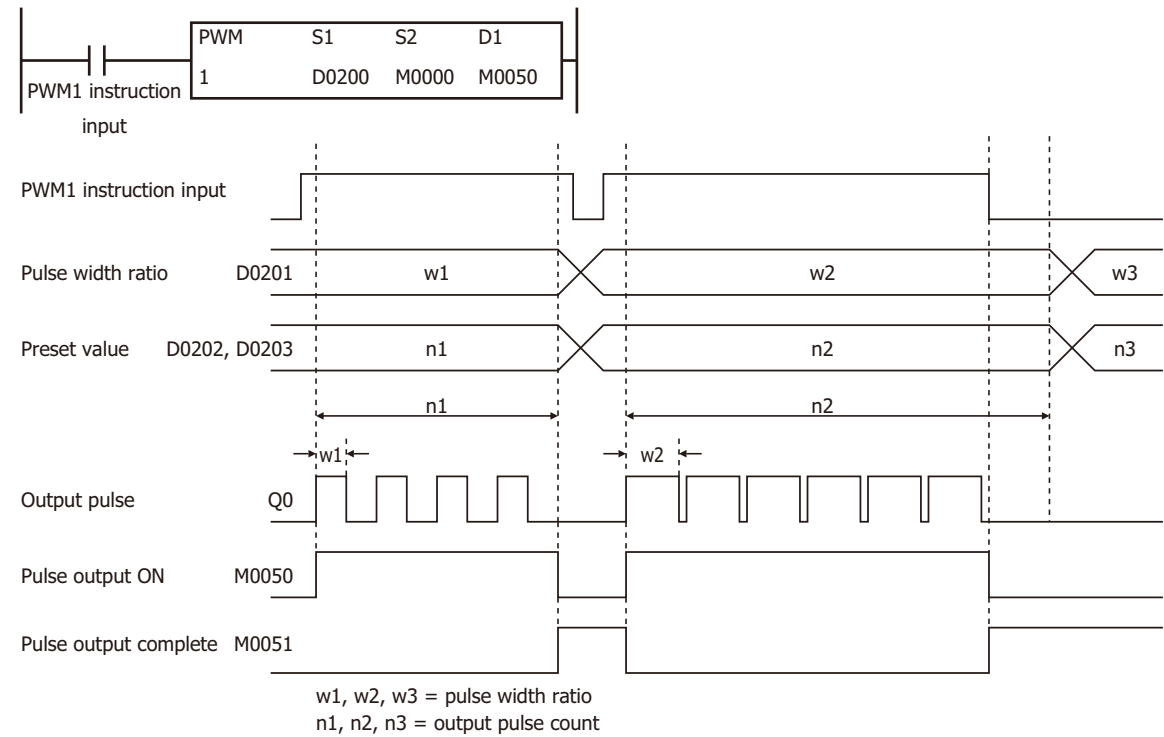 PWM S1 S2 D1
1 D0200 M0000 M0050
PWM1 instruction
input
PWM1 instruction input
Pulse width ratio D0201 w1 w2 w3
Preset value D0202, D0203 n1 n2 n3
n1 n2
w1 w2
Output pulse Q0
Pulse output ON M0050
Pulse output complete M0051
w1, w2, w3 = pulse width ratio
n1, n2, n3 = output pulse count